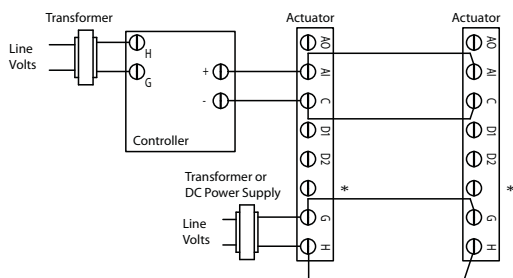 Transformer
Actuator
Actuator
Line
Volts
H
G
+
-
Controller
AO
AI
C
D1
D2
*
G
H
AO
AI
C
D1
D2
*
G
H
Transformer or
DC Power Supply
Line
Volts